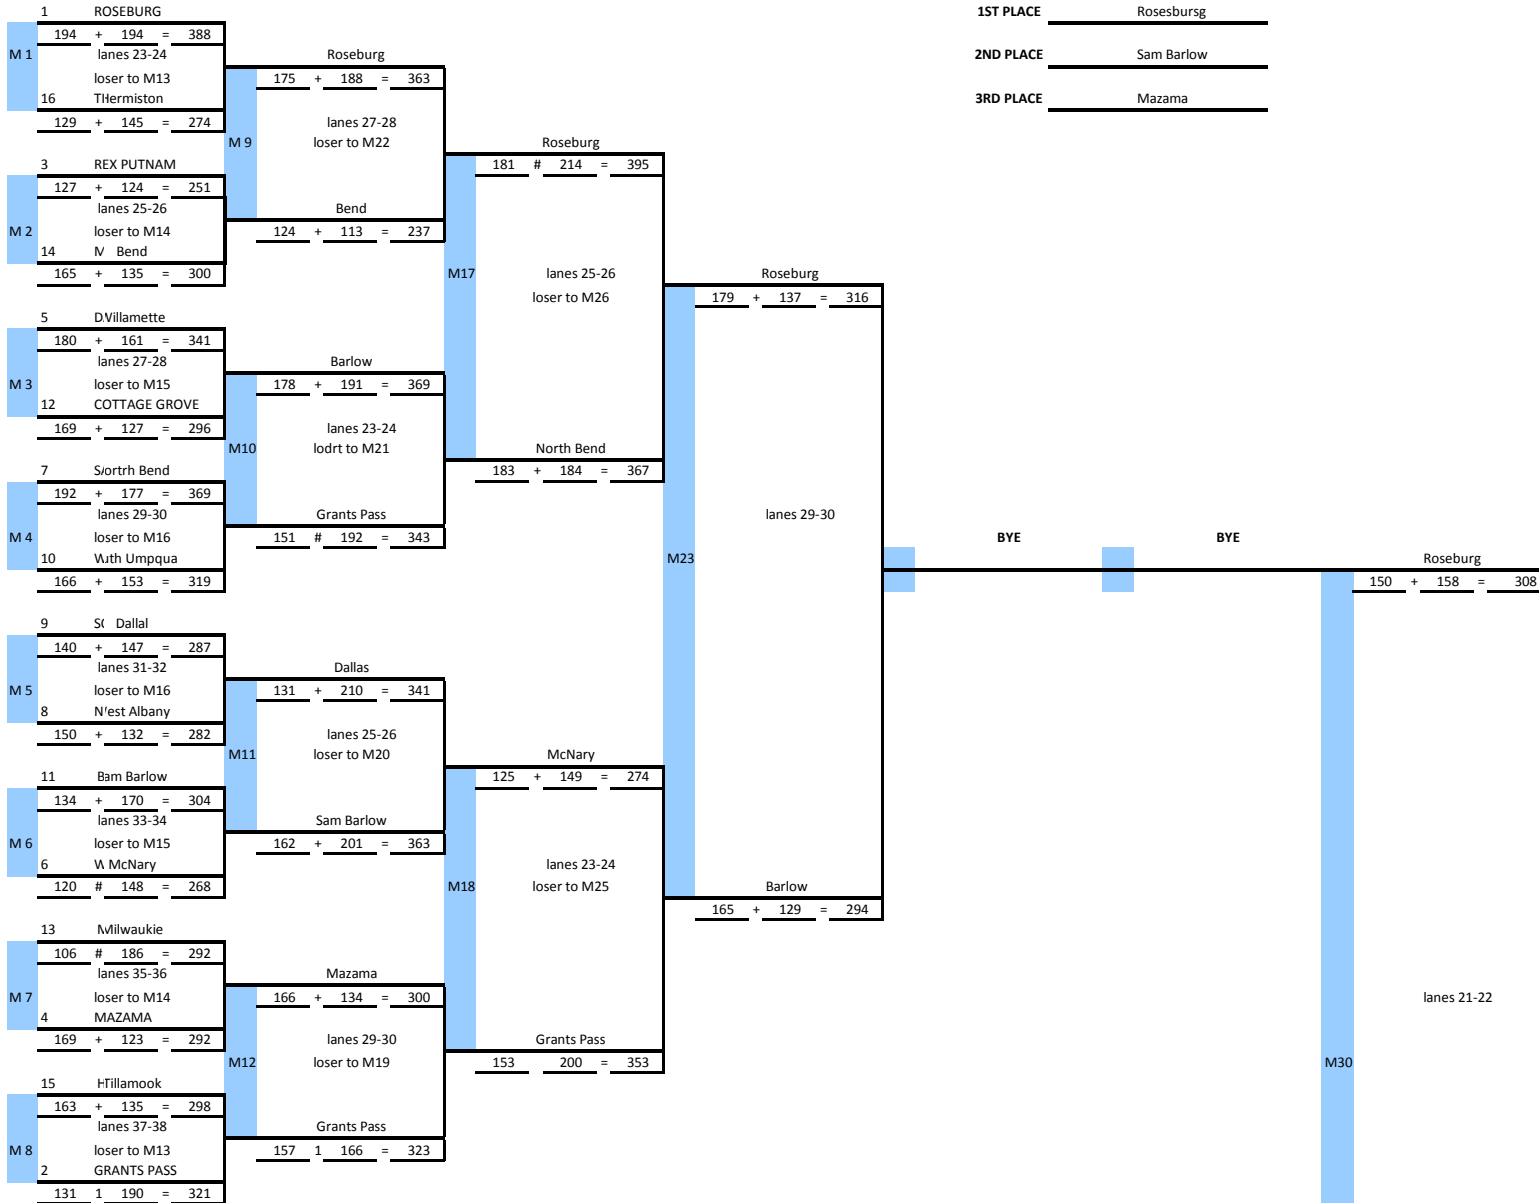 1 ROSEBURG
194 + 194 = 388
M 1 lanes 23-24
loser to M13
16 THermiston
129 + 145 = 274
3 REX PUTNAM
127 + 124 = 251
lanes 25-26
M 2 loser to M14
14 M Bend
165 + 135 = 300
5 D.Villamette
180 + 161 = 341
lanes 27-28
M 3 loser to M15
12 COTTAGE GROVE
169 + 127 = 296
7 S/ortrh Bend
192 + 177 = 369
lanes 29-30
M 4 loser to M16
10 Wuth Umpqua
166 + 153 = 319
9 SC Dallal
140 + 147 = 287
lanes 31-32
M 5 loser to M16
8 N'est Albany
150 + 132 = 282
11 Bam Barlow
134 + 170 = 304
lanes 33-34
M 6 loser to M15
6 W McNary
120 # 148 = 268
13 Milwaukie
106 # 186 = 292
lanes 35-36
M 7 loser to M14
4 MAZAMA
169 + 123 = 292
15 HTillamook
163 + 135 = 298
lanes 37-38
M 8 loser to M13
2 GRANTS PASS
131 1 190 = 321
Roseburg
175 + 188 = 363
lanes 27-28
M 9 loser to M22
Bend
124 + 113 = 237
Barlow
178 + 191 = 369
lanes 23-24
M10 lodrt to M21
Grants Pass
151 # 192 = 343
Dallas
131 + 210 = 341
lanes 25-26
M11 loser to M20
Sam Barlow
162 + 201 = 363
Mazama
166 + 134 = 300
lanes 29-30
M12 loser to M19
Grants Pass
157 1 166 = 323
Roseburg
181 # 214 = 395
M17 lanes 25-26
loser to M26
North Bend
183 + 184 = 367
McNary
125 + 149 = 274
lanes 23-24
M18 loser to M25
Grants Pass
153 200 = 353
Roseburg
179 + 137 = 316
lanes 29-30
M23
Barlow
165 + 129 = 294
BYE
BYE
Roseburg
150 + 158 = 308
lanes 21-22
M30
1ST PLACE Rosesbursg
2ND PLACE Sam Barlow
3RD PLACE Mazama